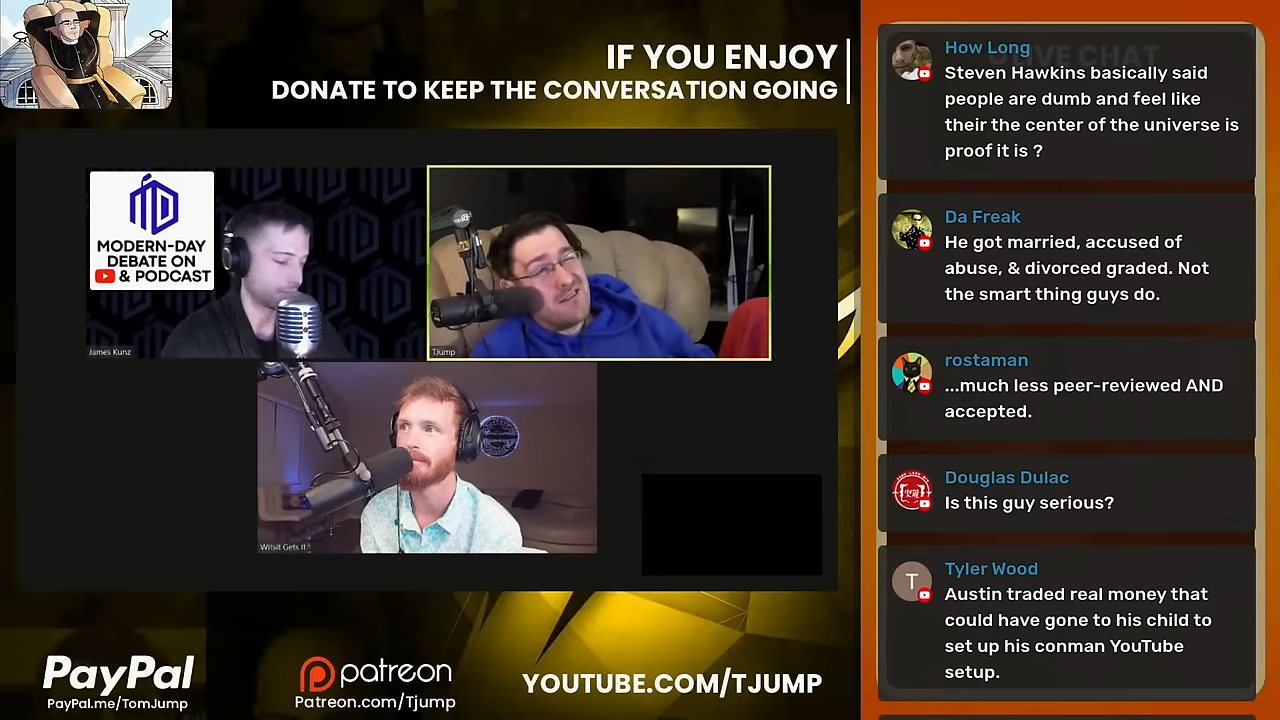 IF YOU ENJOY
DONATE TO KEEP THE CONVERSATION GOING
MODERN-DAY
DEBATE ON
& PODCAST
James Kunz
TJump
Witsit Gets It
PayPal
PayPal.me/TomJump
patreon
Patreon.com/Tjump
YOUTUBE.COM/TJUMP
LIVE CHAT
How Long
Steven Hawkins basically said
people are dumb and feel like
their the center of the universe is
proof it is ?
Da Freak
He got married, accused of
abuse, & divorced graded. Not
the smart thing guys do.
rostaman
...much less peer-reviewed AND
accepted.
Douglas Dulac
Is this guy serious?
T
Tyler Wood
Austin traded real money that
could have gone to his child to
set up his conman YouTube
setup.